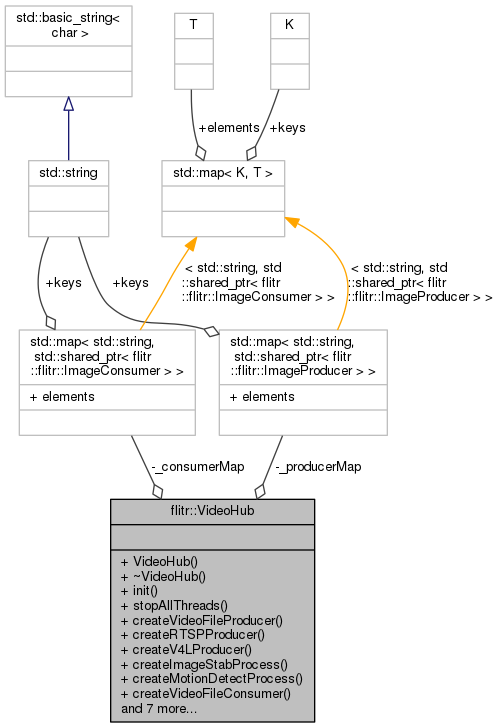 std::basic_string<
char >
T
K
+elements
+keys
std::string
std::map< K, T >
+keys
+keys
< std::string, std
::shared_ptr< flitr
::flitr::ImageConsumer > >
< std::string, std
::shared_ptr< flitr
::flitr::ImageProducer > >
std::map< std::string,
std::shared_ptr< flitr
::flitr::ImageConsumer > >
+ elements
std::map< std::string,
std::shared_ptr< flitr
::flitr::ImageProducer > >
+ elements
-_consumerMap
-_producerMap
flitr::VideoHub
+ VideoHub()
+ ~VideoHub()
+ init()
+ stopAllThreads()
+ createVideoFileProducer()
+ createRTSPProducer()
+ createV4LProducer()
+ createImageStabProcess()
+ createMotionDetectProcess()
+ createVideoFileConsumer()
and 7 more...